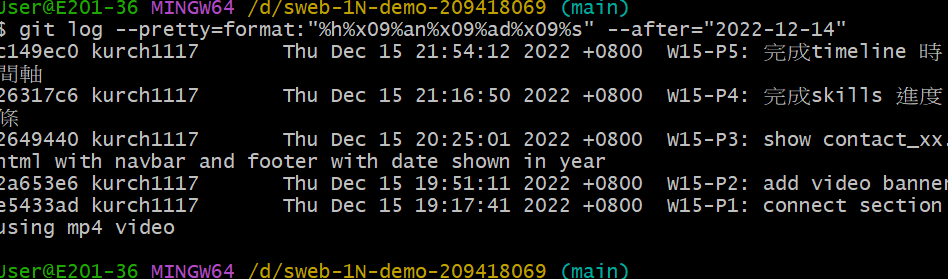 User@E201-36 MINGW64 /d/sweb-1N-demo-209418069 (main)
$ git log --pretty=format:"%h%x09%an%x09%ad%x09%s" --after="2022-12-14"
c149ec0 kurch1117 Thu Dec 15 21:54:12 2022 +0800 W15-P5: 完成timeline 時
間軸
26317c6 kurch1117 Thu Dec 15 21:16:50 2022 +0800 W15-P4: 完成skills 進度
條
2649440 kurch1117 Thu Dec 15 20:25:01 2022 +0800 W15-P3: show contact_xx.
html with navbar and footer with date shown in year
2a653e6 kurch1117 Thu Dec 15 19:51:11 2022 +0800 W15-P2: add video banner
e5433ad kurch1117 Thu Dec 15 19:17:41 2022 +0800 W15-P1: connect section
using mp4 video
User@E201-36 MINGW64 /d/sweb-1N-demo-209418069 (main)